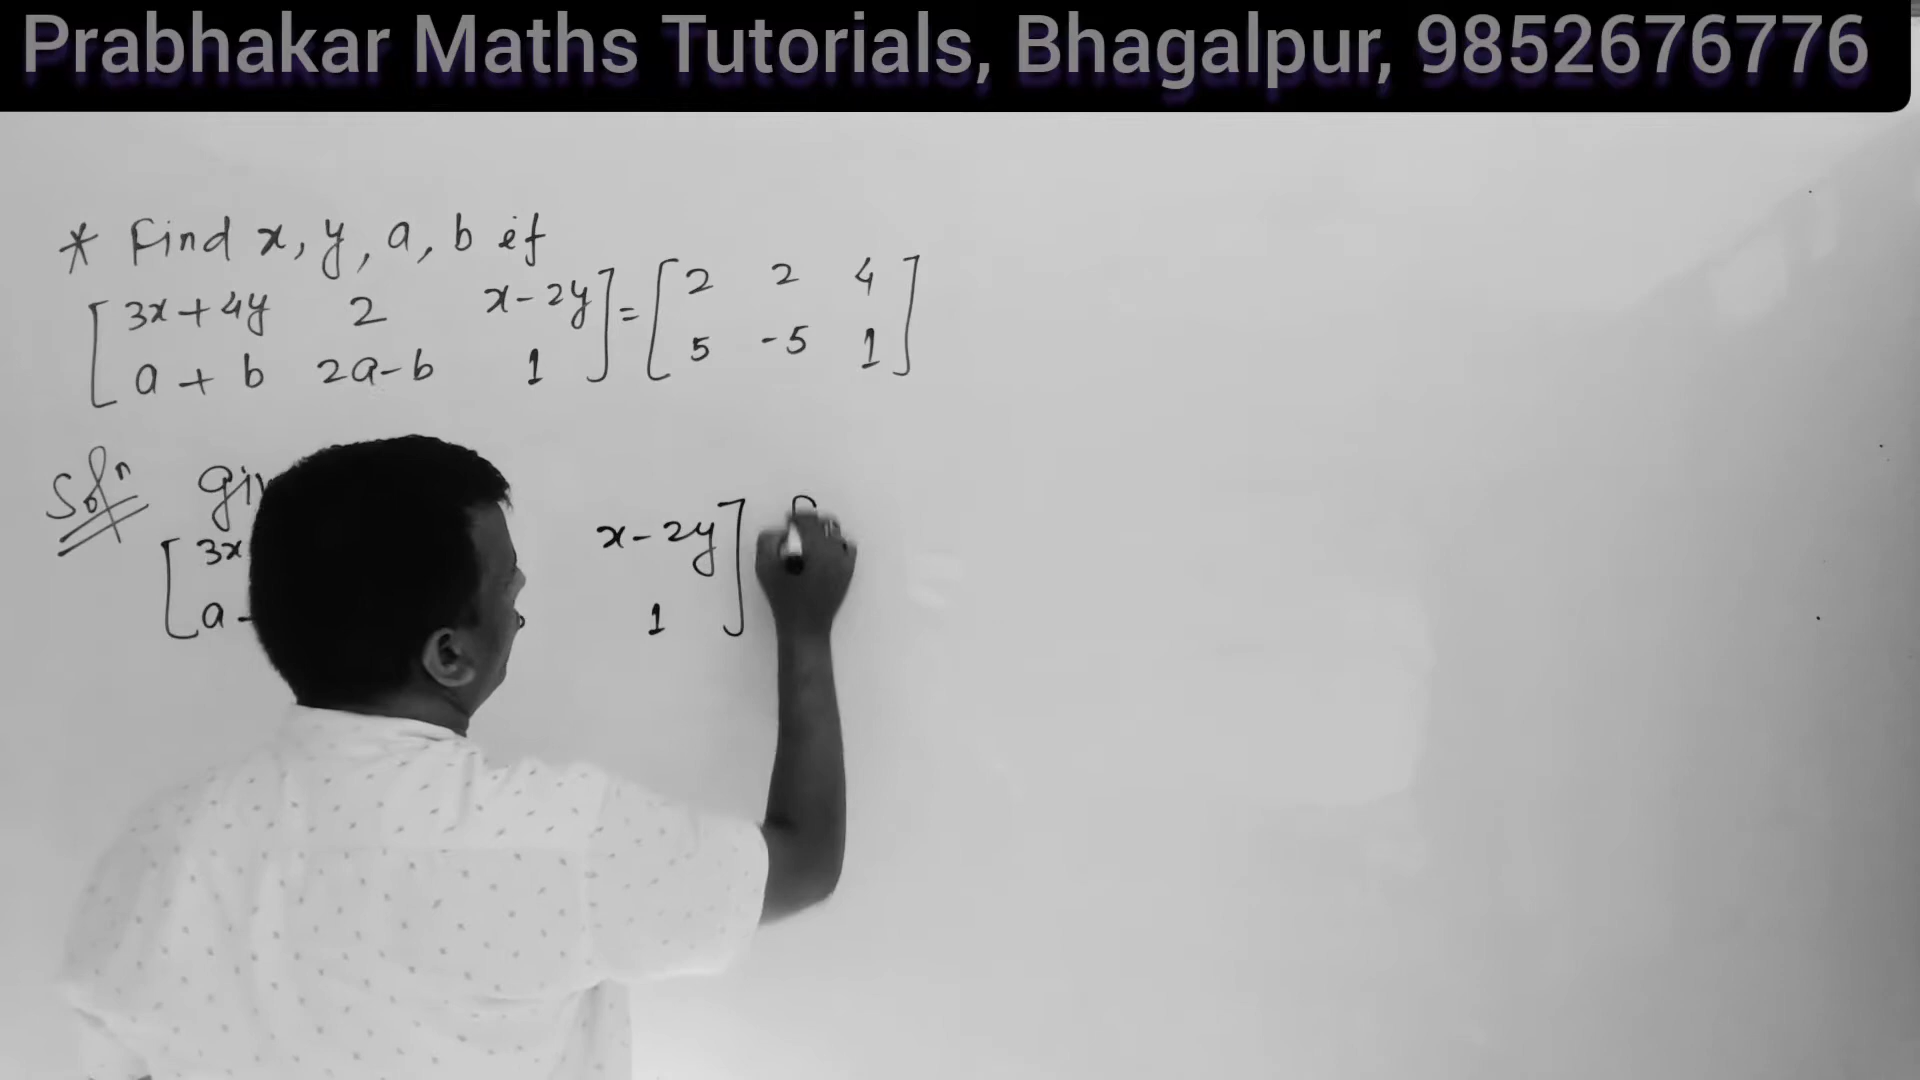 Prabhakar Maths Tutorials, Bhagalpur, 9852676776
* Find x, y, a, b if
[ 3x+4y 2 x-2y ] = [ 2 2 4 ]
[ a + b 2a-b 1 ] [ 5 -5 1 ]
Solⁿ
[ 3x x-2y ]
[ a - 1 ]